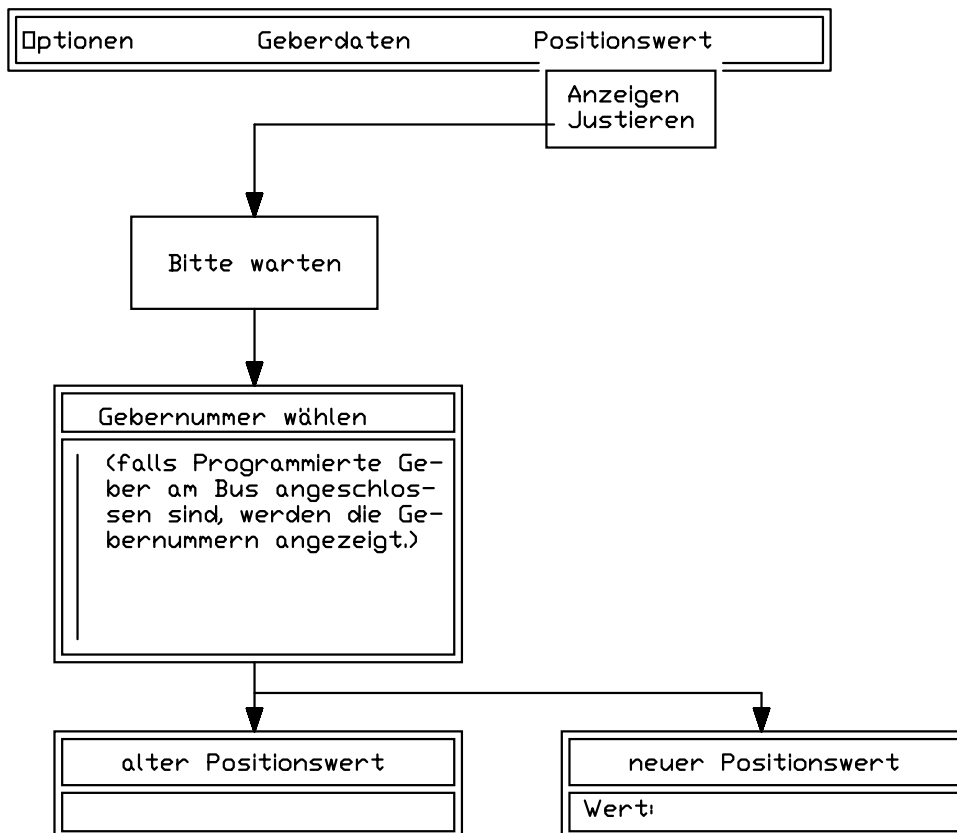 Optionen Geberdaten Positionswert
Anzeigen
Justieren
Bitte warten
Gebernummer wählen
(falls Programmierte Ge-
ber am Bus angeschlos-
sen sind, werden die Ge-
bernummern angezeigt.)
alter Positionswert
neuer Positionswert
Wert: